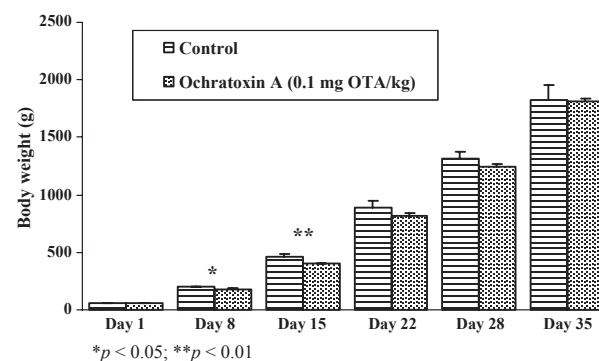 2500
2000
1500
1000
500
0
Body weight (g)
Control
Ochratoxin A (0.1 mg OTA/kg)
*
**
Day 1 Day 8 Day 15 Day 22 Day 28 Day 35
*p < 0.05; **p < 0.01